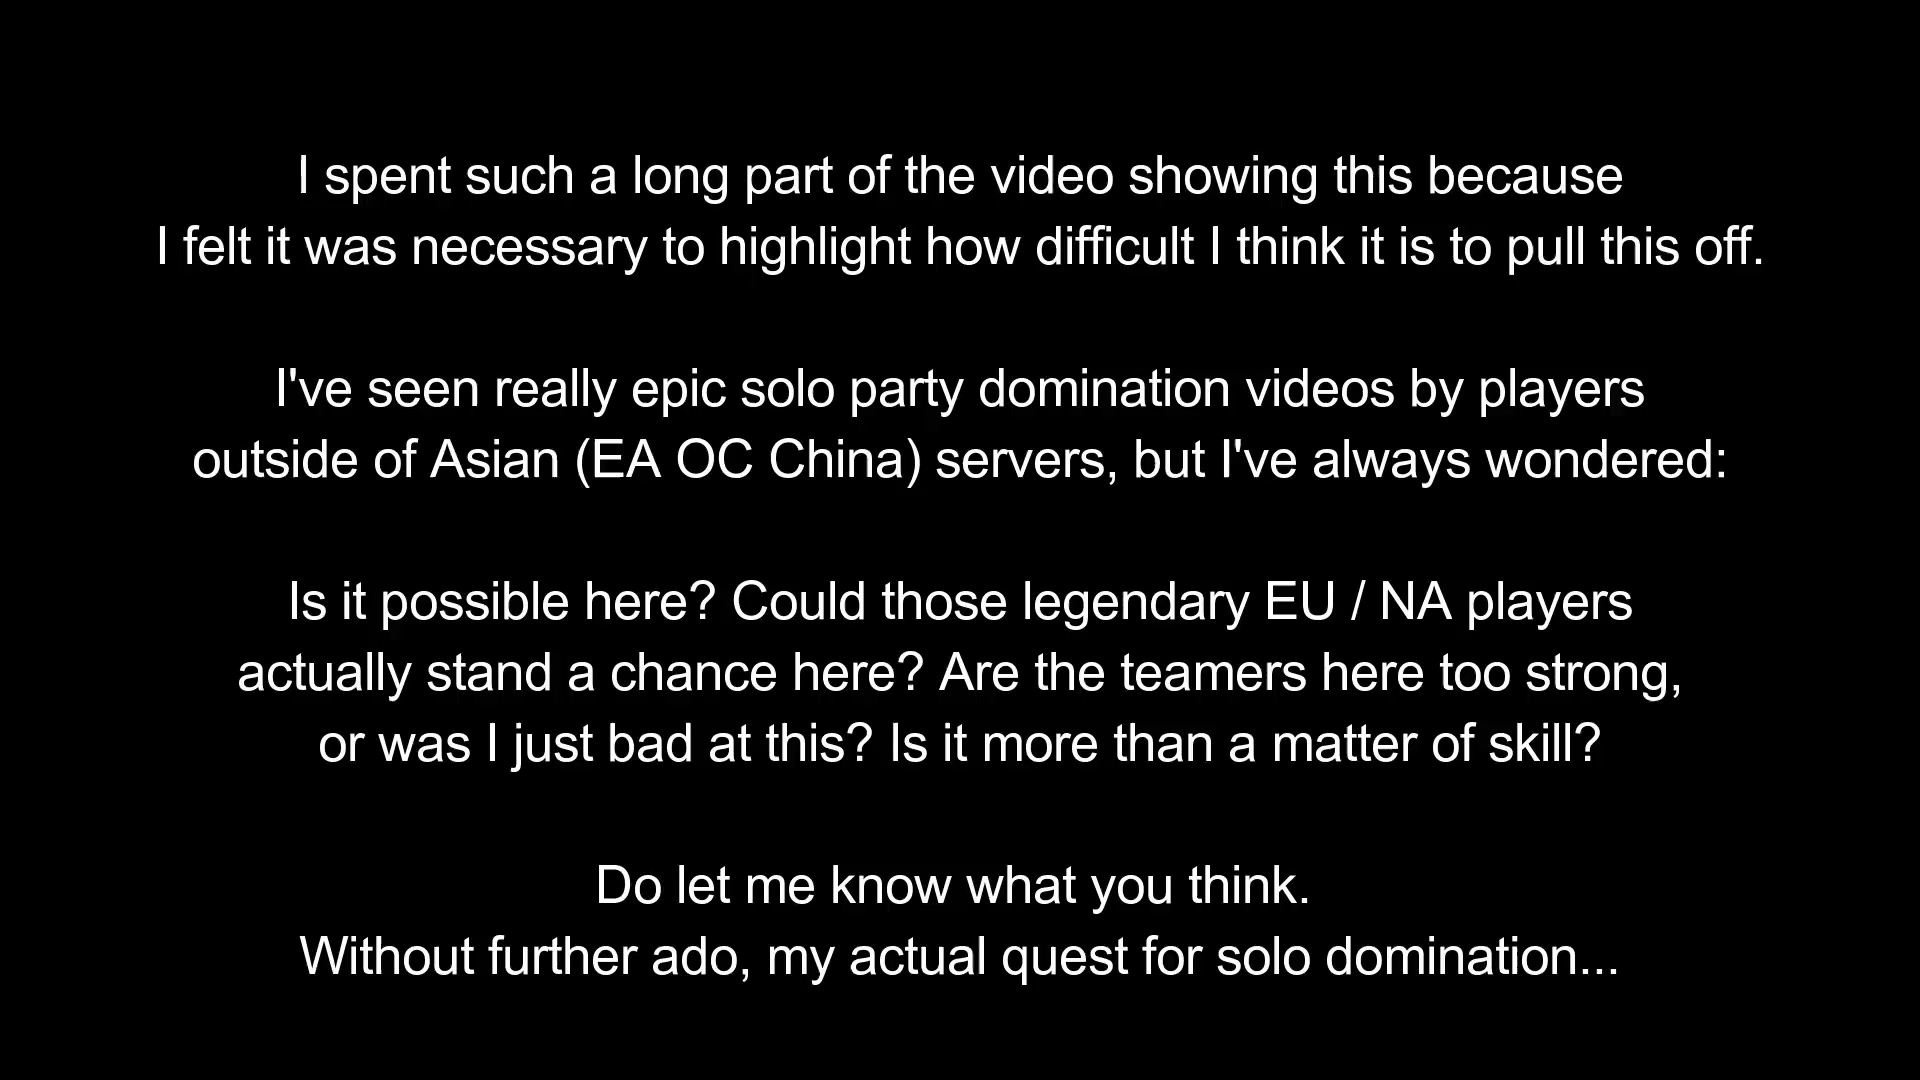 I spent such a long part of the video showing this because
I felt it was necessary to highlight how difficult I think it is to pull this off.
I've seen really epic solo party domination videos by players
outside of Asian (EA OC China) servers, but I've always wondered:
Is it possible here? Could those legendary EU / NA players
actually stand a chance here? Are the teamers here too strong,
or was I just bad at this? Is it more than a matter of skill?
Do let me know what you think.
Without further ado, my actual quest for solo domination...